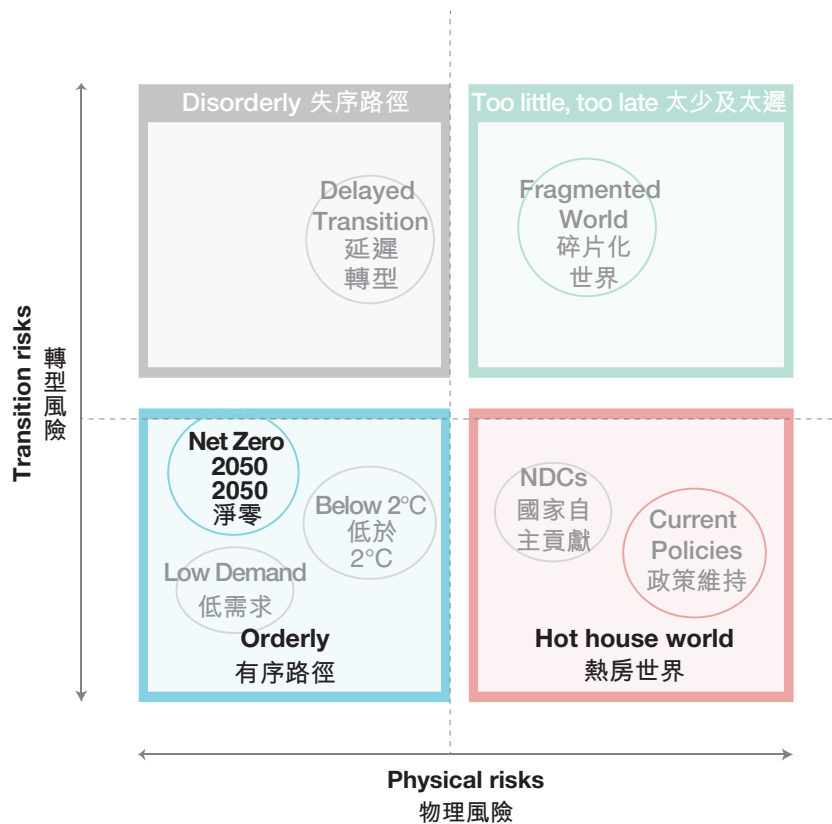 Disorderly 失序路徑
Too little, too late 太少及太遲
Delayed
Transition
延遲
轉型
Fragmented
World
碎片化
世界
Transition risks
轉型風險
Net Zero
2050
2050
淨零
Below 2°C
低於
2°C
Low Demand
低需求
Orderly
有序路徑
NDCs
國家自
主貢獻
Current
Policies
政策維持
Hot house world
熱房世界
Physical risks
物理風險